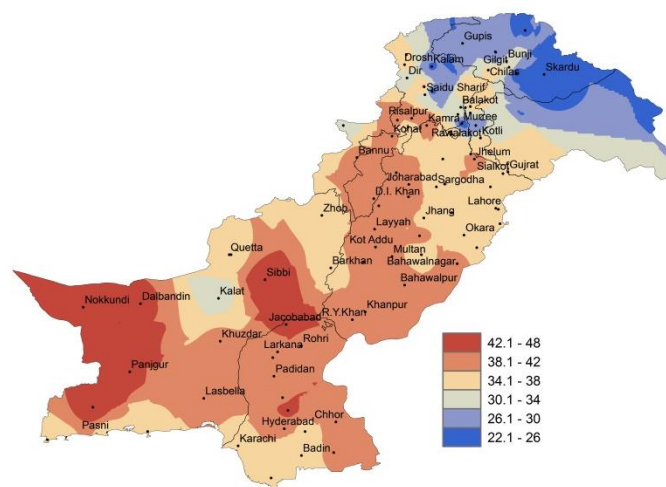 Gupis
Drosh
Kalam
Gilgit
Bunji
Dir
Chilas
Skardu
Saidu Sharif
Balakot
Risalpur
Kamra
Murree
Kohat
Rawalakot
Kotli
Bannu
Jhelum
Sialkot
Gujrat
Joharabad
Sargodha
D.I. Khan
Lahore
Zhob
Layyah
Jhang
Okara
Quetta
Kot Addu
Multan
Barkhan
Bahawalnagar
Sibbi
Bahawalpur
Nokkundi
Dalbandin
Kalat
Jacobabad
R.Y.Khan
Khanpur
Khuzdar
Rohri
Larkana
Panjgur
Padidan
Lasbella
Chhor
Hyderabad
Pasni
Karachi
Badin
42.1 - 48
38.1 - 42
34.1 - 38
30.1 - 34
26.1 - 30
22.1 - 26